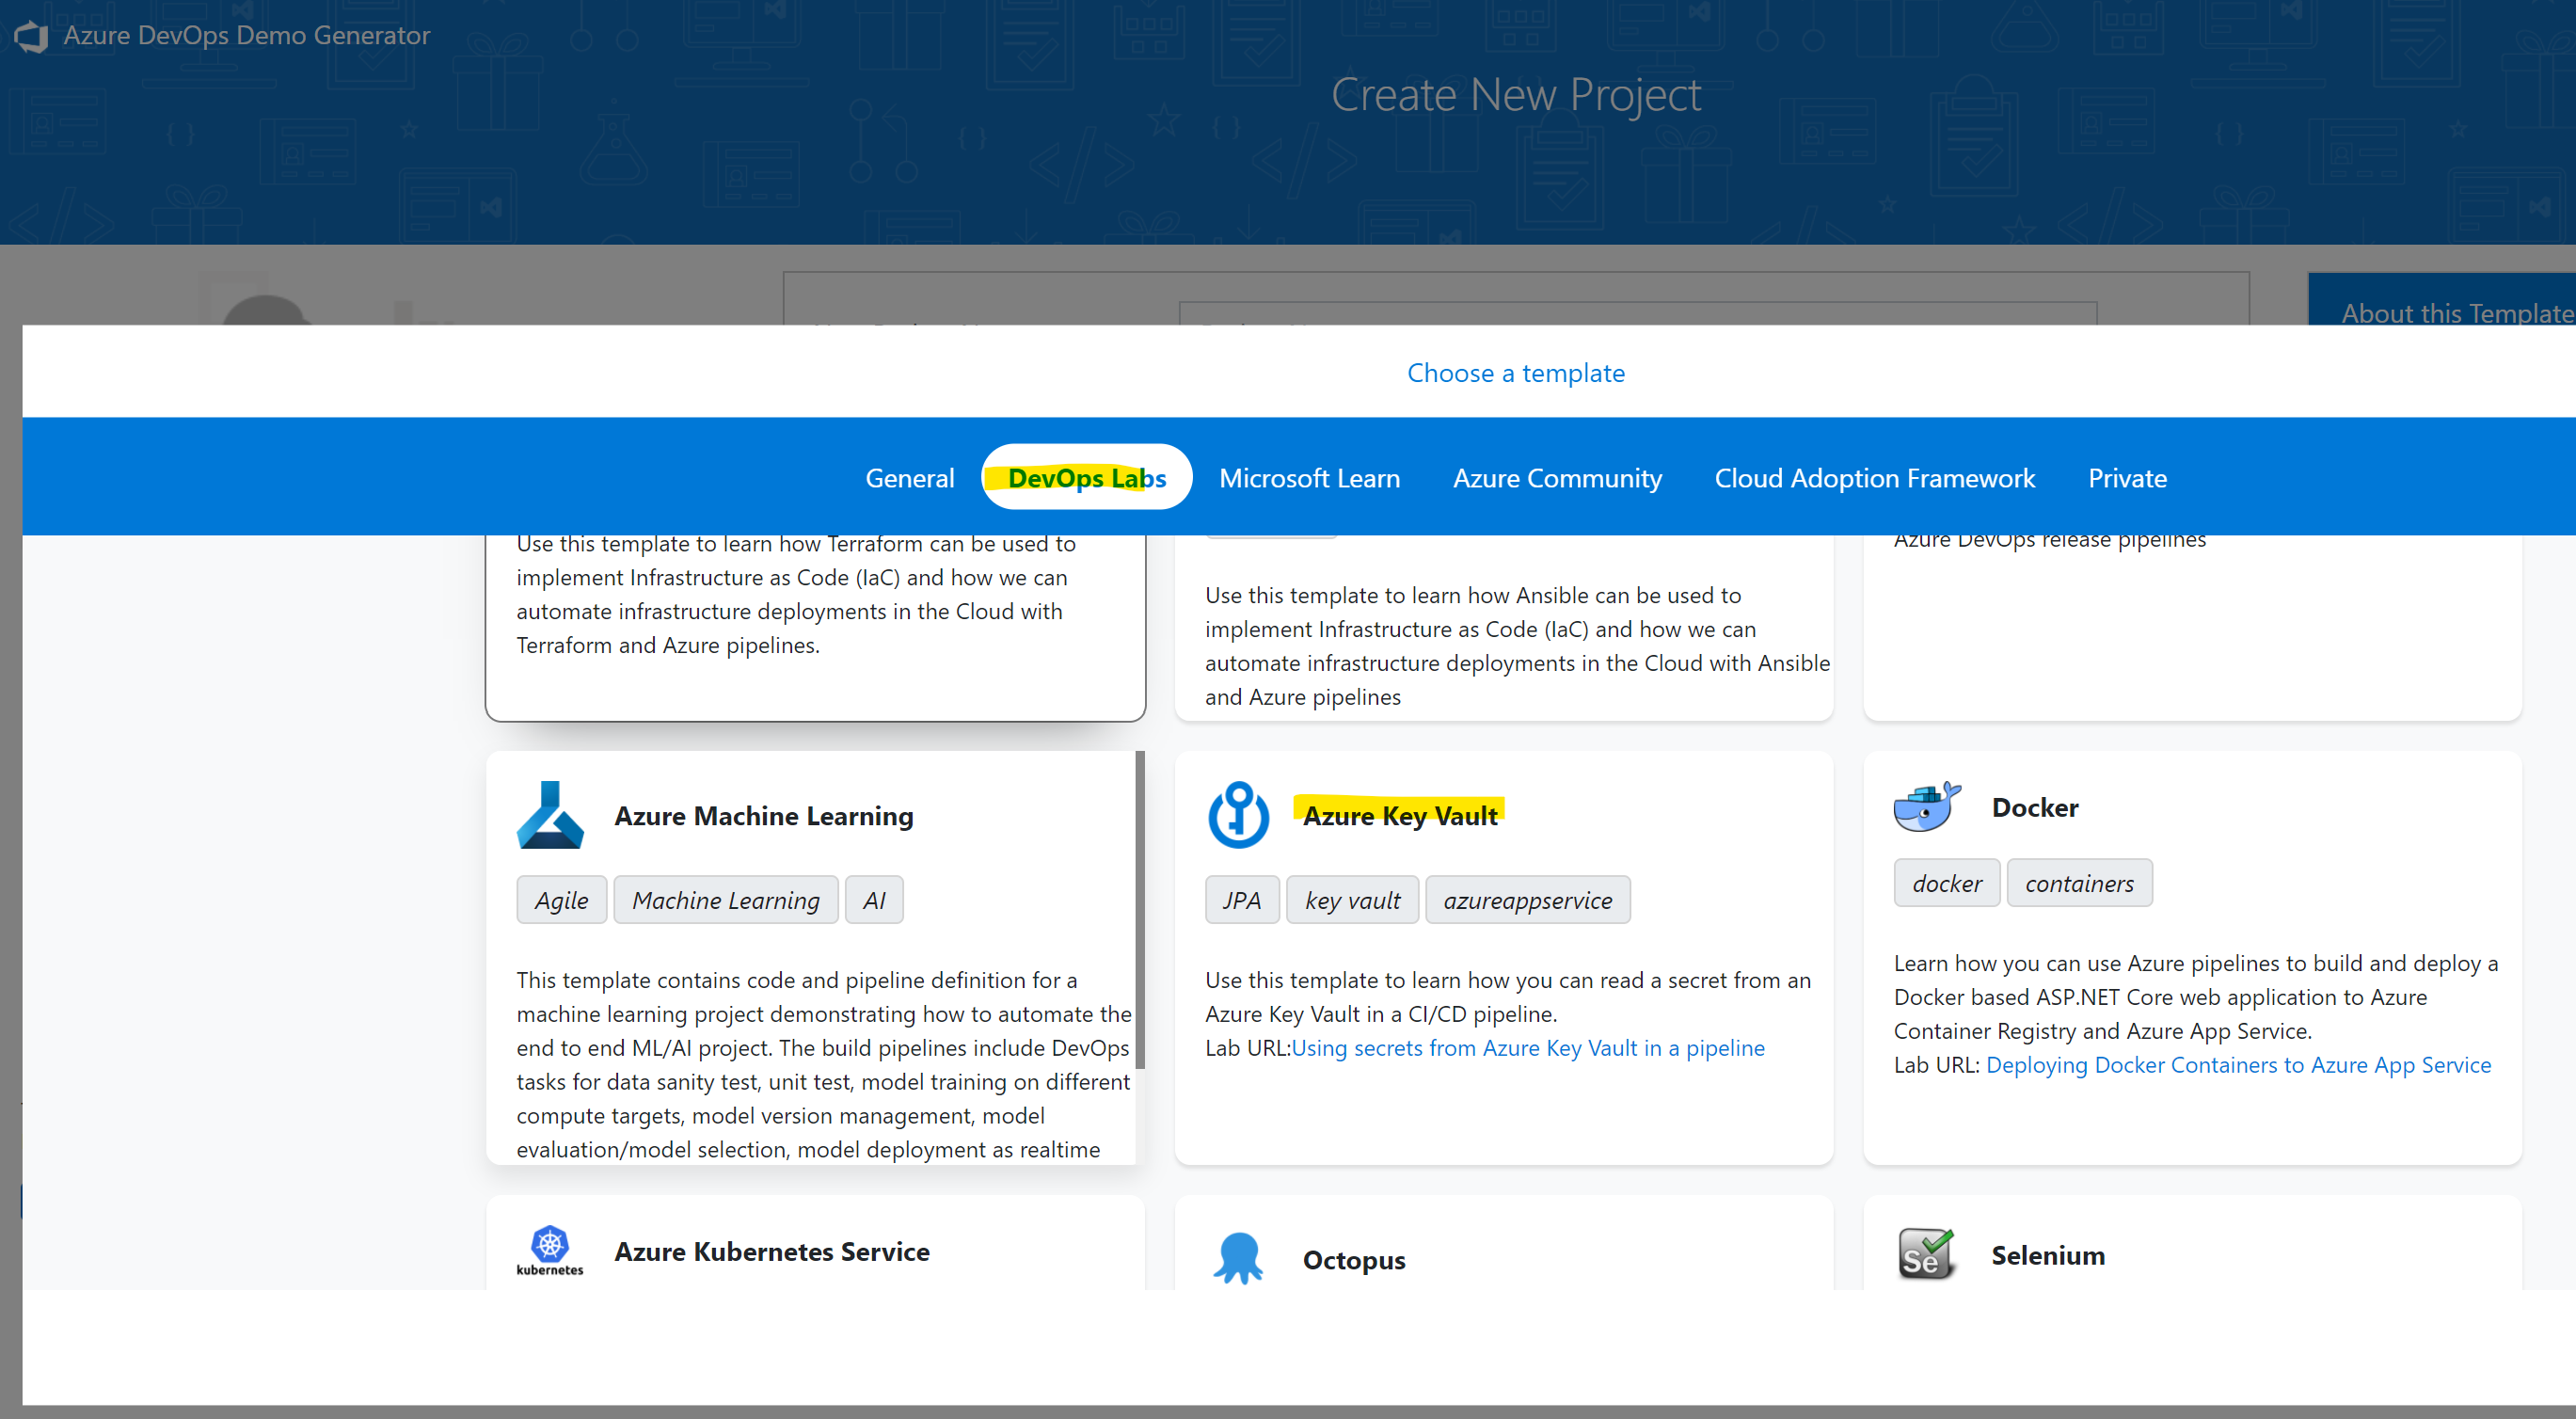 Azure DevOps Demo Generator
Create New Project
About this Template
Choose a template
General
DevOps Labs
Microsoft Learn
Azure Community
Cloud Adoption Framework
Private
Use this template to learn how Terraform can be used to
implement Infrastructure as Code (IaC) and how we can
automate infrastructure deployments in the Cloud with
Terraform and Azure pipelines.
Use this template to learn how Ansible can be used to
implement Infrastructure as Code (IaC) and how we can
automate infrastructure deployments in the Cloud with Ansible
and Azure pipelines
Azure DevOps release pipelines
Azure Machine Learning
Agile
Machine Learning
AI
This template contains code and pipeline definition for a
machine learning project demonstrating how to automate the
end to end ML/AI project. The build pipelines include DevOps
tasks for data sanity test, unit test, model training on different
compute targets, model version management, model
evaluation/model selection, model deployment as realtime
Azure Key Vault
JPA
key vault
azureappservice
Use this template to learn how you can read a secret from an
Azure Key Vault in a CI/CD pipeline.
Lab URL:Using secrets from Azure Key Vault in a pipeline
Docker
docker
containers
Learn how you can use Azure pipelines to build and deploy a
Docker based ASP.NET Core web application to Azure
Container Registry and Azure App Service.
Lab URL: Deploying Docker Containers to Azure App Service
kubernetes
Azure Kubernetes Service
Octopus
Se
Selenium